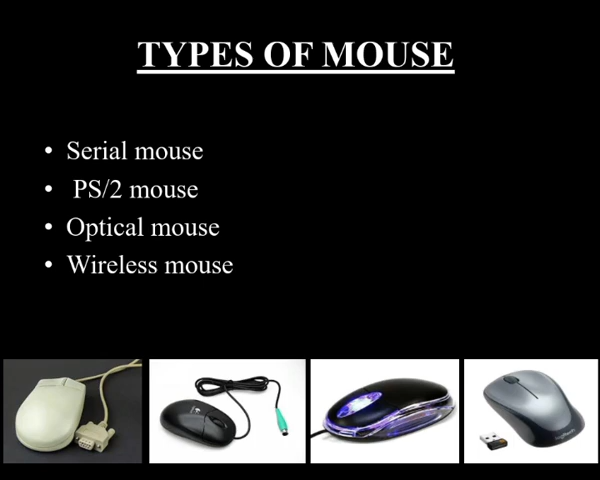 TYPES OF MOUSE
• Serial mouse
• PS/2 mouse
• Optical mouse
• Wireless mouse